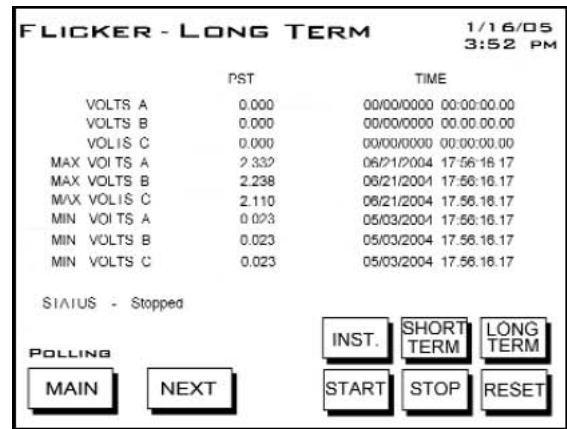 FLICKER - LONG TERM
1/16/05
3:52 PM
PST TIME
VOLTS A 0.000 00/00/0000 00:00:00.00
VOLTS B 0.000 00/00/0000 00:00:00.00
VOLTS C 0.000 00/00/0000 00:00:00.00
MAX VOLTS A 2.332 06/21/2004 17:56:16.17
MAX VOLTS B 2.238 06/21/2004 17:56:16.17
MAX VOLTS C 2.110 06/21/2004 17:56:16.17
MIN VOLTS A 0.023 05/03/2004 17:56:16.17
MIN VOLTS B 0.023 05/03/2004 17:56:16.17
MIN VOLTS C 0.023 05/03/2004 17:56:16.17
STATUS - Stopped
INST. SHORT TERM LONG TERM
POLLING
MAIN NEXT START STOP RESET